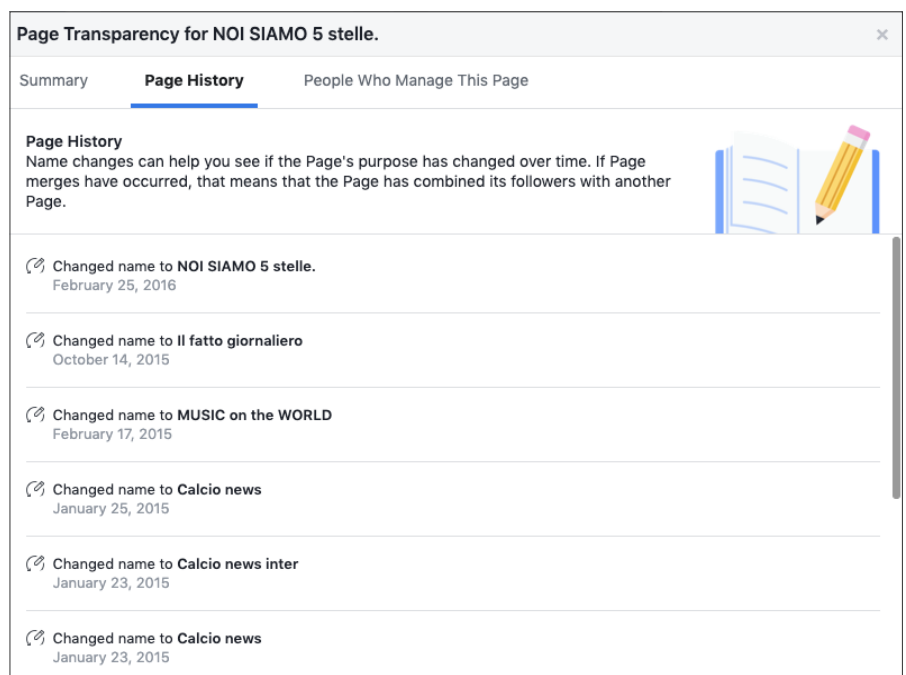 Page Transparency for NOI SIAMO 5 stelle.
Summary
Page History
People Who Manage This Page
Page History
Name changes can help you see if the Page's purpose has changed over time. If Page
merges have occurred, that means that the Page has combined its followers with another
Page.
Changed name to NOI SIAMO 5 stelle.
February 25, 2016
Changed name to Il fatto giornaliero
October 14, 2015
Changed name to MUSIC on the WORLD
February 17, 2015
Changed name to Calcio news
January 25, 2015
Changed name to Calcio news inter
January 23, 2015
Changed name to Calcio news
January 23, 2015